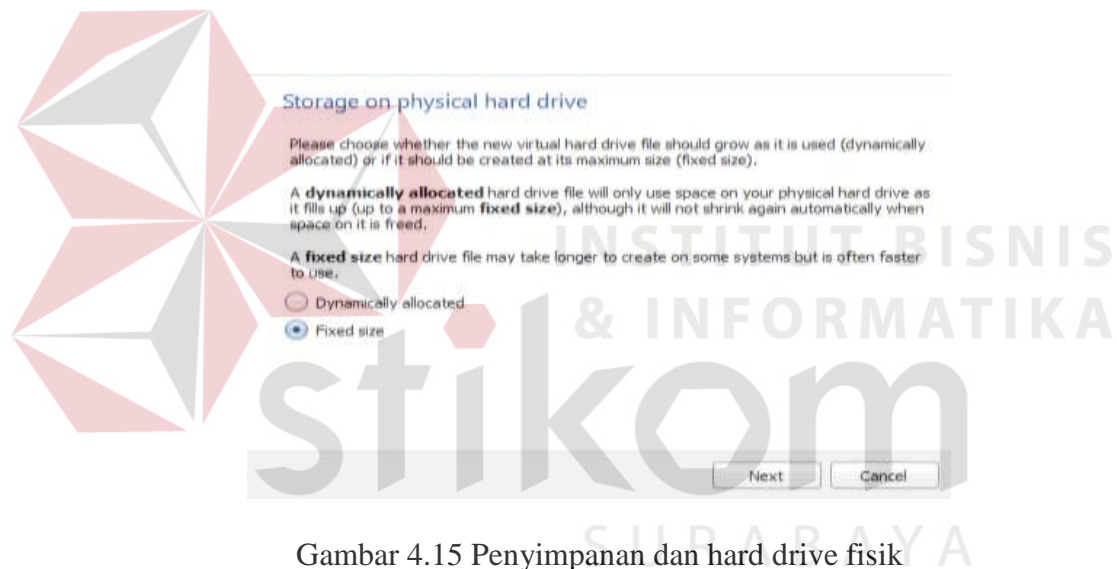 Storage on physical hard drive
Please choose whether the new virtual hard drive file should grow as it is used (dynamically
allocated) or if it should be created at its maximum size (fixed size).
A dynamically allocated hard drive file will only use space on your physical hard drive as
it fills up (up to a maximum fixed size), although it will not shrink again automatically when
space on it is freed.
INSTITUT BISNIS
A fixed size hard drive file may take longer to create on some systems but is often faster
to use.
Dynamically allocated
& INFORMATIKA
Fixed size
stikom
Next Cancel
SURABAYA
Gambar 4.15 Penyimpanan dan hard drive fisik